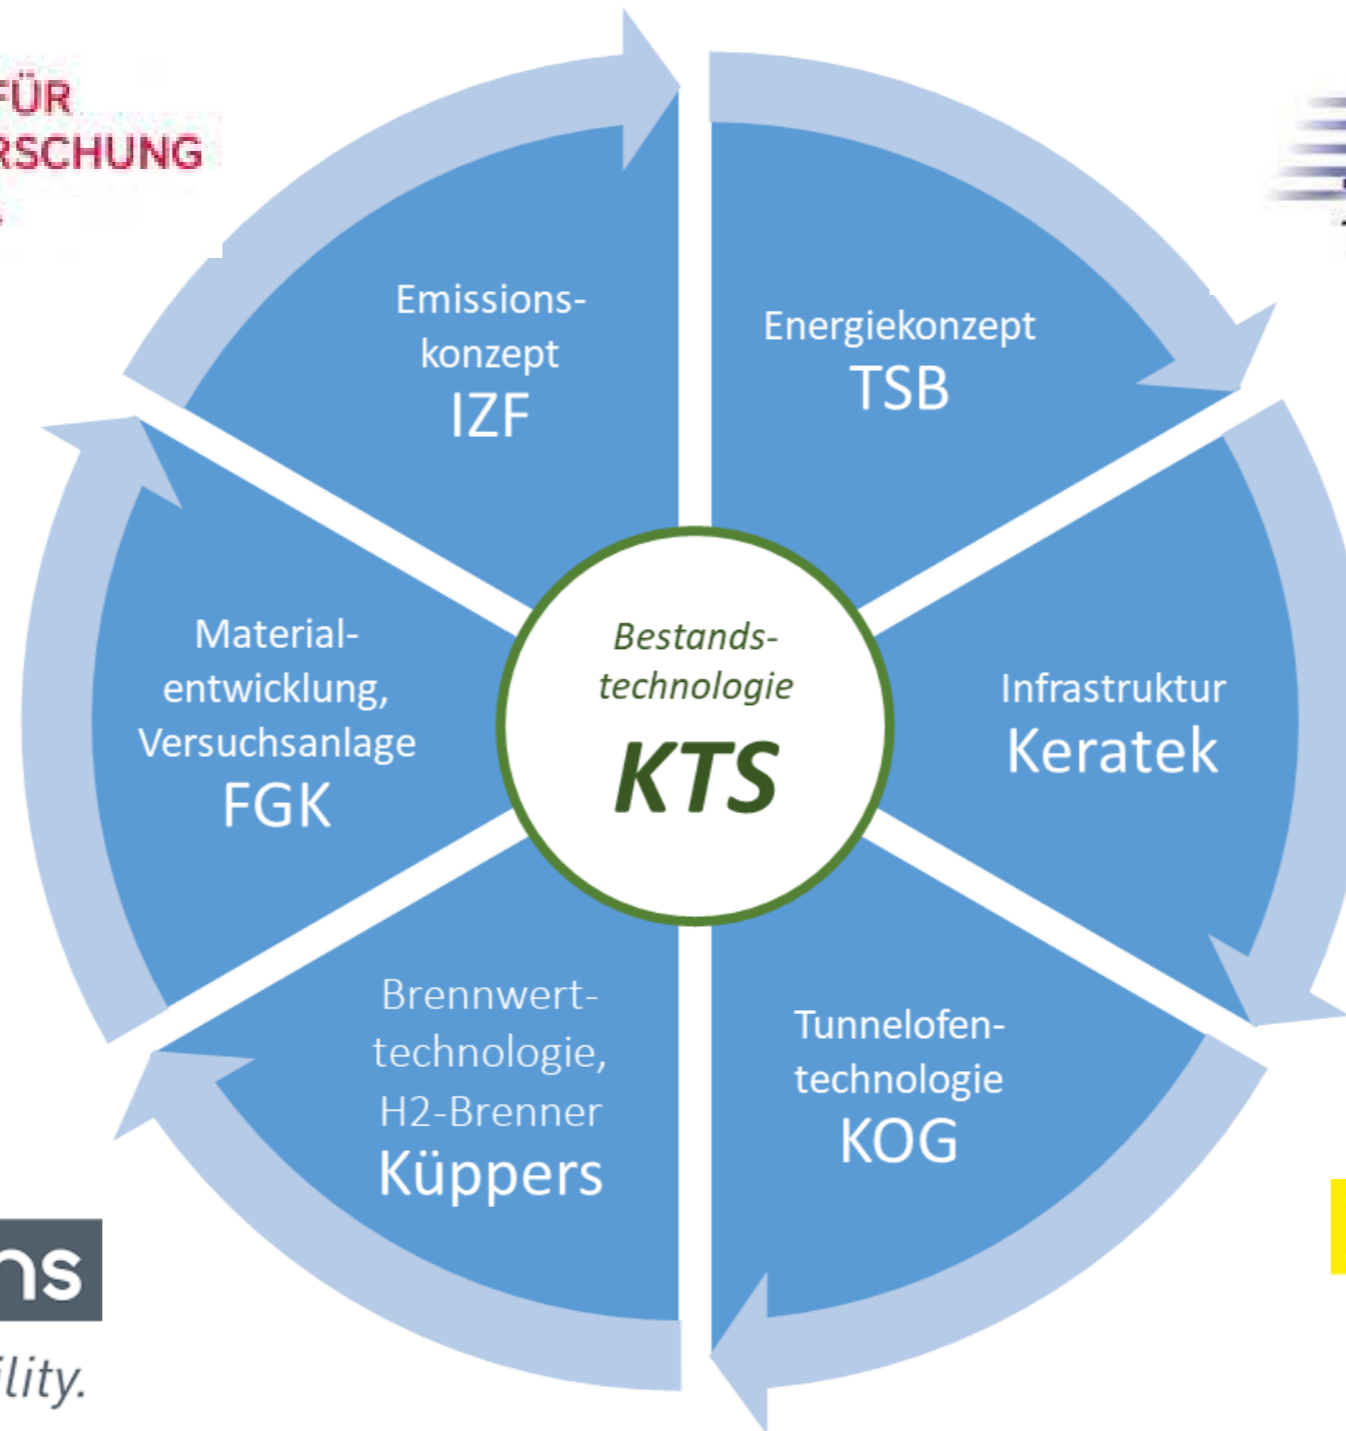 FÜR
RSCHUNG
Emissions-
konzept
IZF
Energiekonzept
TSB
Infrastruktur
Keratek
Tunnelofen-
technologie
KOG
Brennwert-
technologie,
H2-Brenner
Küppers
Material-
entwicklung,
Versuchsanlage
FGK
Bestands-
technologie
KTS
ns
ility.